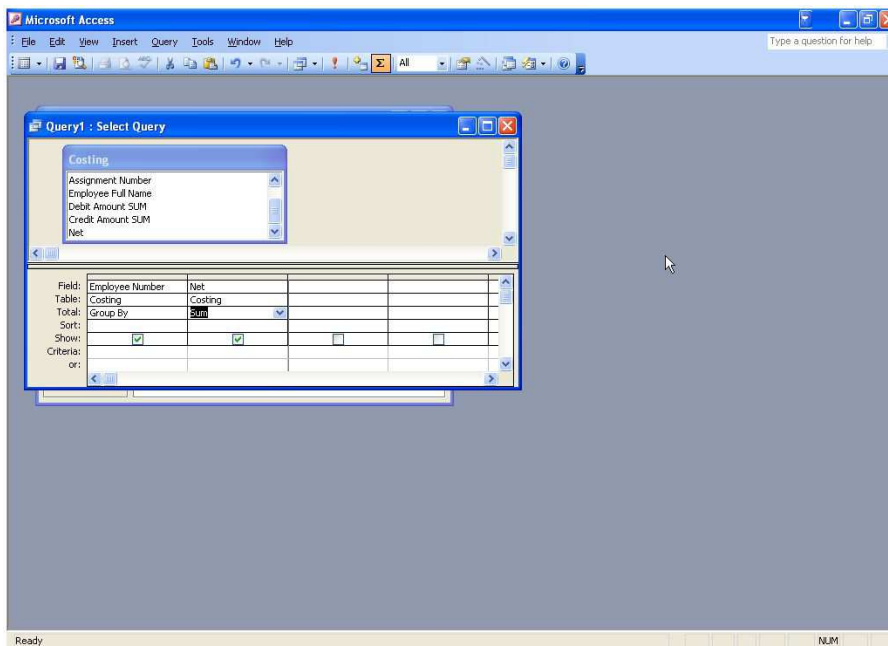 Microsoft Access
File Edit View Insert Query Tools Window Help
Type a question for help
Σ All
Query1 : Select Query
Costing
Assignment Number
Employee Full Name
Debit Amount SUM
Credit Amount SUM
Net
Field: Employee Number Net
Table: Costing Costing
Total: Group By Sum
Sort:
Show:
Criteria:
or:
Ready NUM